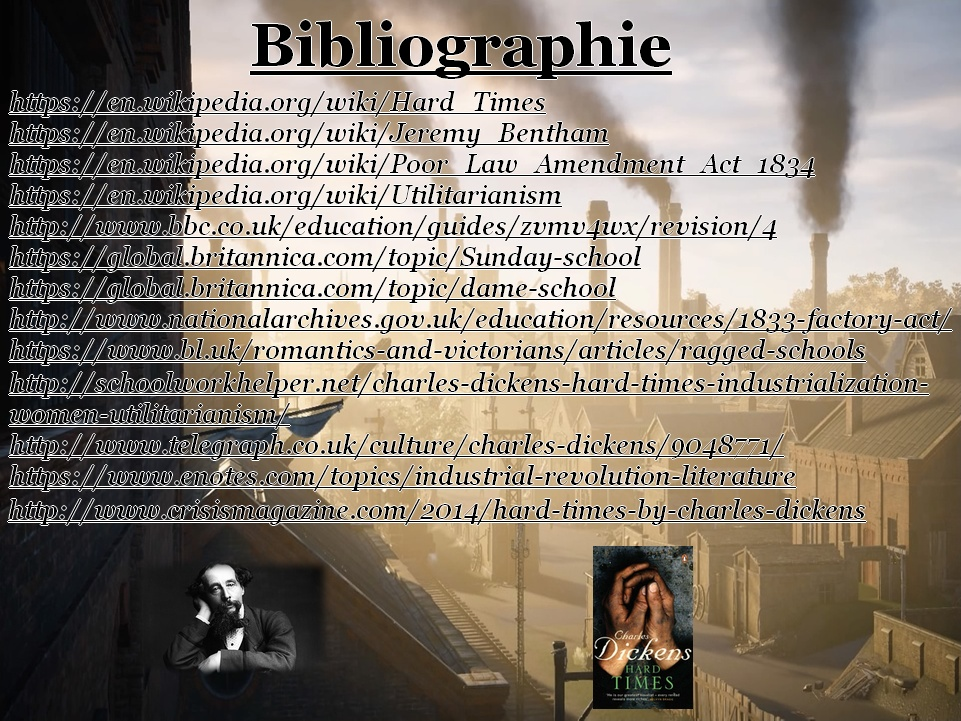 Bibliographie
https://en.wikipedia.org/wiki/Hard_Times
https://en.wikipedia.org/wiki/Jeremy_Bentham
https://en.wikipedia.org/wiki/Poor_Law_Amendment_Act_1834
https://en.wikipedia.org/wiki/Utilitarianism
http://www.bbc.co.uk/education/guides/zvmv4wx/revision/4
https://global.britannica.com/topic/Sunday-school
https://global.britannica.com/topic/dame-school
http://www.nationalarchives.gov.uk/education/resources/1833-factory-act/
https://www.bl.uk/romantics-and-victorians/articles/ragged-schools
http://schoolworkhelper.net/charles-dickens-hard-times-industrialization-
women-utilitarianism/
http://www.telegraph.co.uk/culture/charles-dickens/9048771/
https://www.enotes.com/topics/industrial-revolution-literature
http://www.crisismagazine.com/2014/hard-times-by-charles-dickens
Charles
Dickens
HARD
TIMES